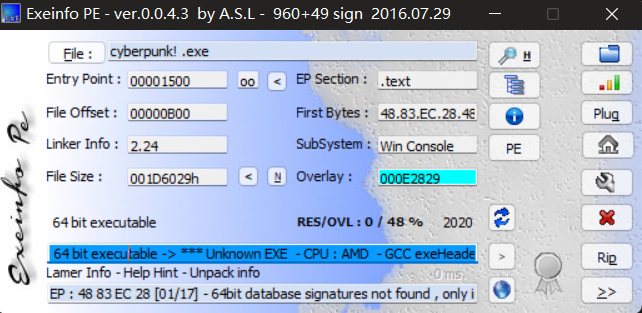 Exeinfo PE - ver.0.0.4.3 by A.S.L - 960+49 sign 2016.07.29
File : cyberpunk! .exe H
Entry Point : 00001500 oo < EP Section : .text
File Offset : 00000B00 First Bytes : 48.83.EC.28.48 Plug
Linker Info : 2.24 SubSystem : Win Console PE
File Size : 001D6029h < N Overlay : 000E2829
64 bit executable RES/OVL : 0 / 48 % 2020
64 bit executable -> *** Unknown EXE - CPU : AMD - GCC exeHeade > Rip
Lamer Info - Help Hint - Unpack info 0 ms.
EP : 48 83 EC 28 [01/17] - 64bit database signatures not found , only i >>
Exeinfo Pe